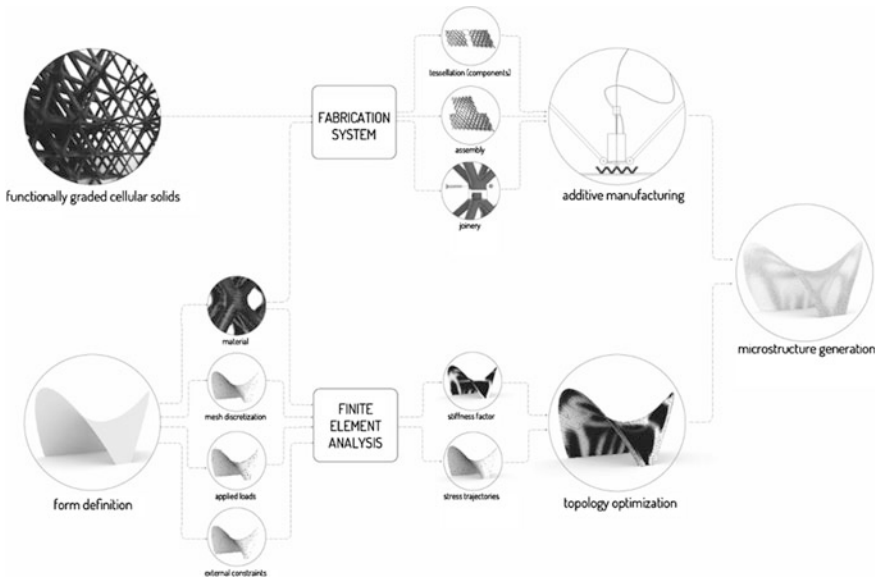 tessellation (components)
FABRICATION
SYSTEM
assembly
functionally graded cellular solids
additive manufacturing
joinery
material
microstructure generation
mesh discretization
FINITE
ELEMENT
ANALYSIS
stiffness factor
form definition
applied loads
stress trajectories
topology optimization
external constraints